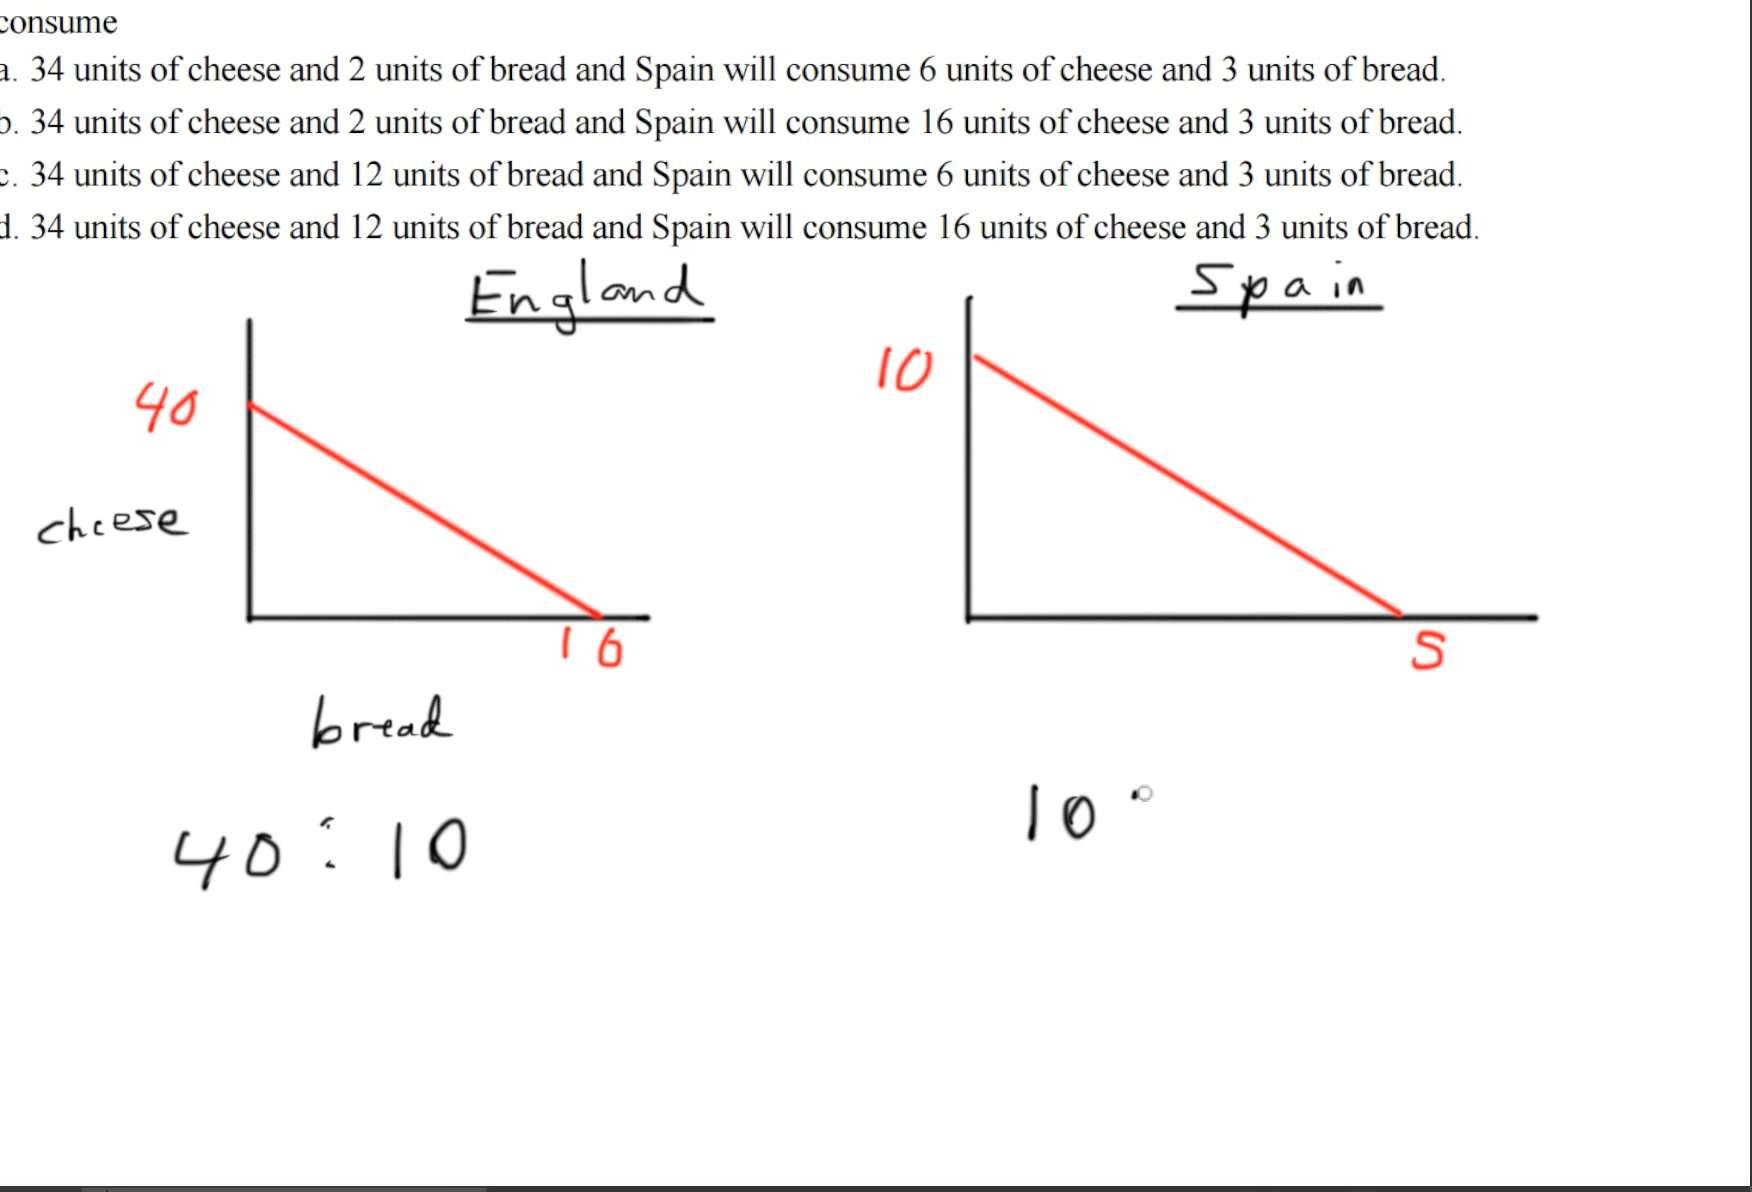 consume
a. 34 units of cheese and 2 units of bread and Spain will consume 6 units of cheese and 3 units of bread.
b. 34 units of cheese and 2 units of bread and Spain will consume 16 units of cheese and 3 units of bread.
c. 34 units of cheese and 12 units of bread and Spain will consume 6 units of cheese and 3 units of bread.
d. 34 units of cheese and 12 units of bread and Spain will consume 16 units of cheese and 3 units of bread.
England
Spain
40
10
cheese
16
5
bread
40 : 10
10